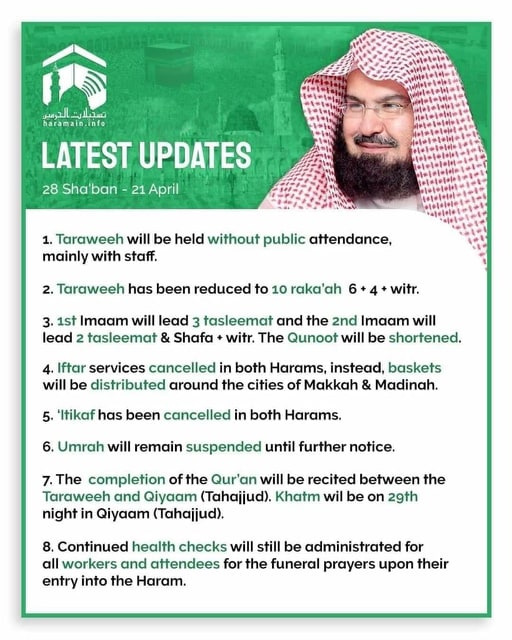 تسجيلات الحرمين
haramain.info
LATEST UPDATES
28 Sha'ban - 21 April
1. Taraweeh will be held without public attendance,
mainly with staff.
2. Taraweeh has been reduced to 10 raka'ah 6 + 4 + witr.
3. 1st Imaam will lead 3 tasleemat and the 2nd Imaam will
lead 2 tasleemat & Shafa + witr. The Qunoot will be shortened.
4. Iftar services cancelled in both Harams, instead, baskets
will be distributed around the cities of Makkah & Madinah.
5. 'Itikaf has been cancelled in both Harams.
6. Umrah will remain suspended until further notice.
7. The completion of the Qur'an will be recited between the
Taraweeh and Qiyaam (Tahajjud). Khatm wil be on 29th
night in Qiyaam (Tahajjud).
8. Continued health checks will still be administrated for
all workers and attendees for the funeral prayers upon their
entry into the Haram.